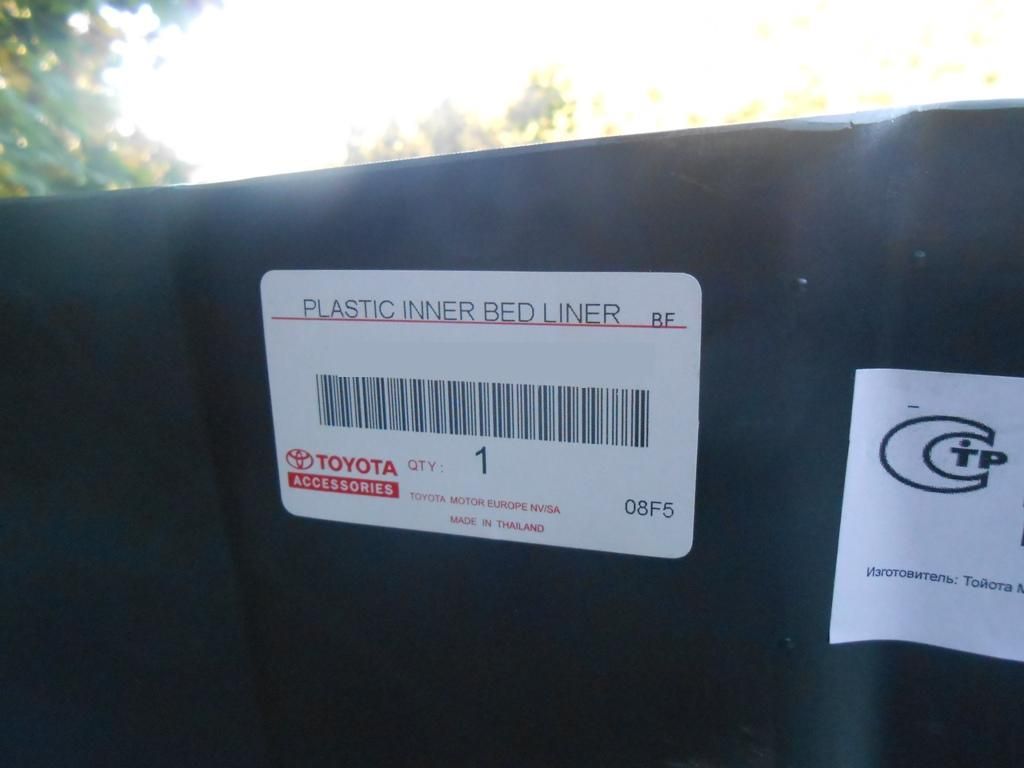 PLASTIC INNER BED LINER BF
TOYOTA
ACCESSORIES
QTY: 1
TOYOTA MOTOR EUROPE NV/SA
MADE IN THAILAND
08F5
Изготовитель: Тойота